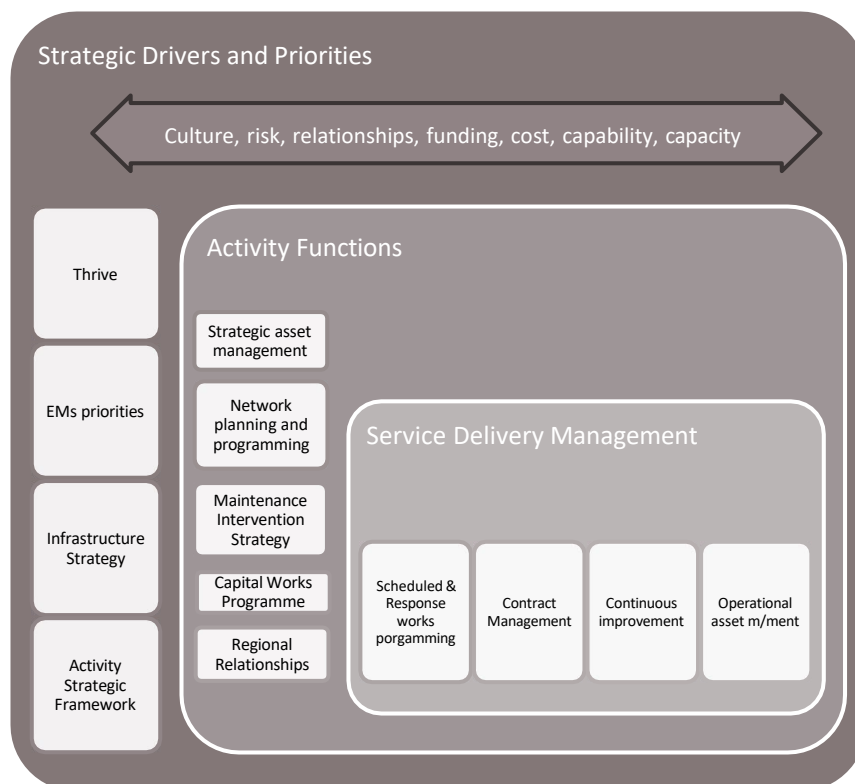 Strategic Drivers and Priorities
Culture, risk, relationships, funding, cost, capability, capacity
Thrive
EMs priorities
Infrastructure
Strategy
Activity
Strategic
Framework
Activity Functions
Strategic asset
management
Network
planning and
programming
Maintenance
Intervention
Strategy
Capital Works
Programme
Regional
Relationships
Service Delivery Management
Scheduled &
Response
works
porgamming
Contract
Management
Continuous
improvement
Operational
asset m/ment